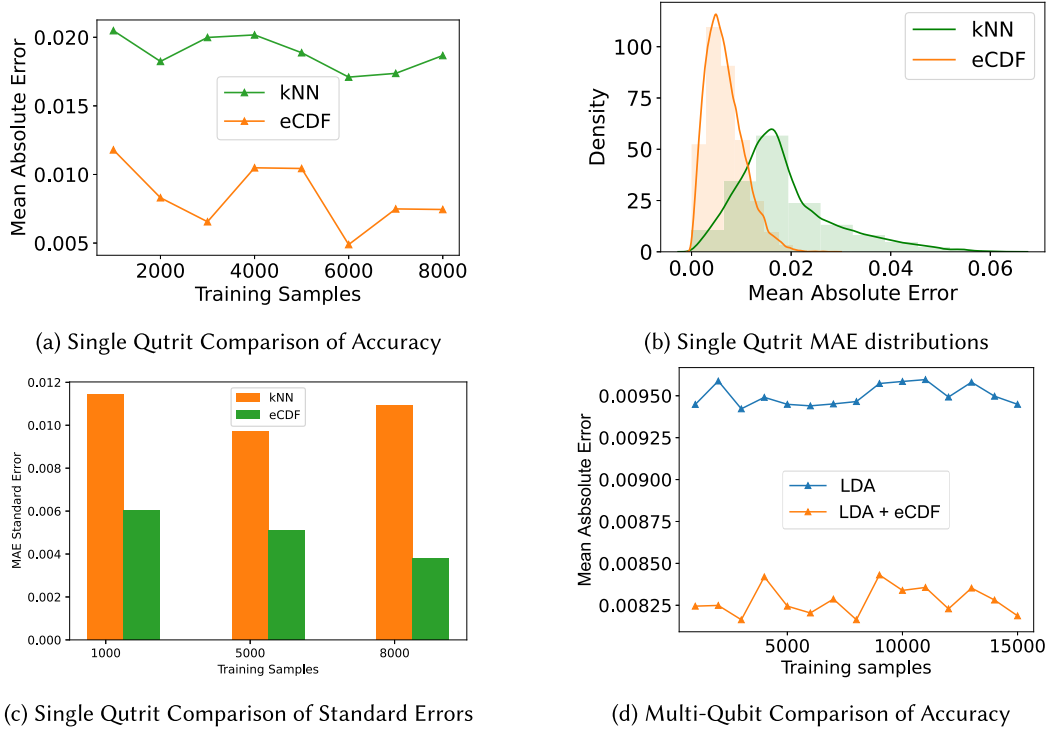 0.020
0.015
0.010
0.005
Mean Absolute Error
kNN
eCDF
2000 4000 6000 8000
Training Samples
(a) Single Qutrit Comparison of Accuracy
100
75
50
25
0
Density
kNN
eCDF
0.00 0.02 0.04 0.06
Mean Absolute Error
(b) Single Qutrit MAE distributions
0.012
0.010
0.008
0.006
0.004
0.002
0.000
MAE Standard Error
kNN
eCDF
1000 5000 8000
Training Samples
(c) Single Qutrit Comparison of Standard Errors
0.00950
0.00925
0.00900
0.00875
0.00850
0.00825
Mean Asbsolute Error
LDA
LDA + eCDF
5000 10000 15000
Training samples
(d) Multi-Qubit Comparison of Accuracy